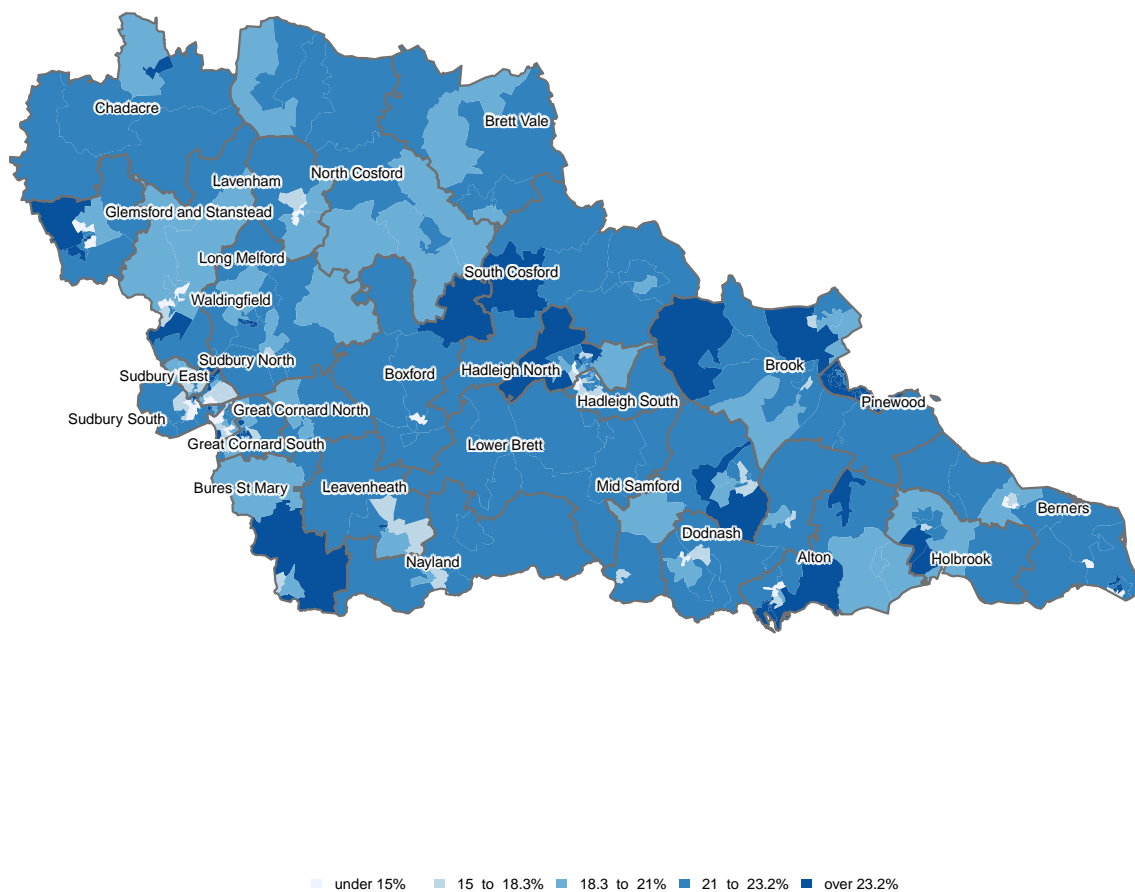 Chadacre
Brett Vale
North Cosford
Lavenham
Glemsford and Stanstead
Long Melford
South Cosford
Waldingfield
Sudbury North
Brook
Hadleigh North
Boxford
Sudbury East
Hadleigh South
Pinewood
Great Cornard North
Sudbury South
Great Cornard South
Lower Brett
Mid Samford
Leavenheath
Bures St Mary
Berners
Dodnash
Alton
Holbrook
Nayland
under 15% 15 to 18.3% 18.3 to 21% 21 to 23.2% over 23.2%